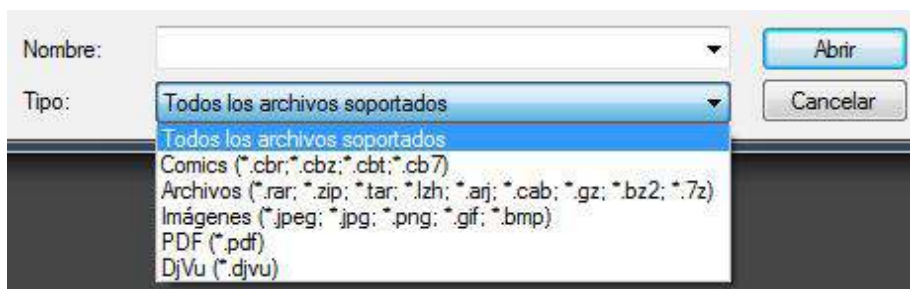 Nombre:
Abrir
Tipo: Todos los archivos soportados
Cancelar
Todos los archivos soportados
Comics (*.cbr;*.cbz;*.cbt;*.cb7)
Archivos (*.rar; *.zip; *.tar; *.lzh; *.arj; *.cab; *.gz; *.bz2; *.7z)
Imágenes (*.jpeg; *.jpg; *.png; *.gif; *.bmp)
PDF (*.pdf)
DjVu (*.djvu)